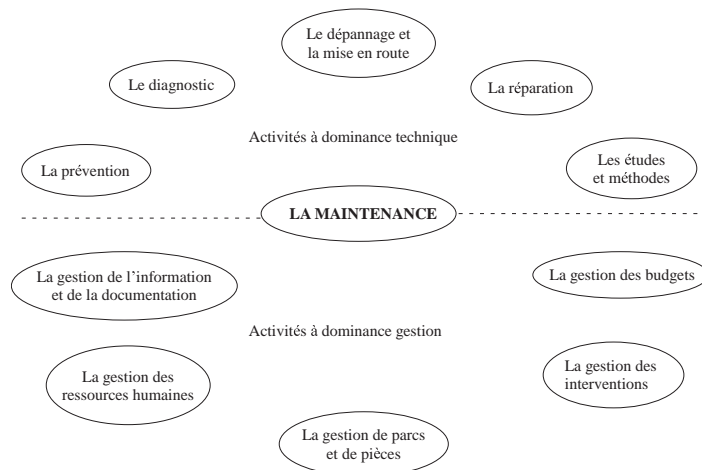 Le dépannage et
la mise en route
Le diagnostic
La réparation
Activités à dominance technique
La prévention
Les études
et méthodes
LA MAINTENANCE
La gestion de l’information
et de la documentation
La gestion des budgets
Activités à dominance gestion
La gestion des
ressources humaines
La gestion des
interventions
La gestion de parcs
et de pièces